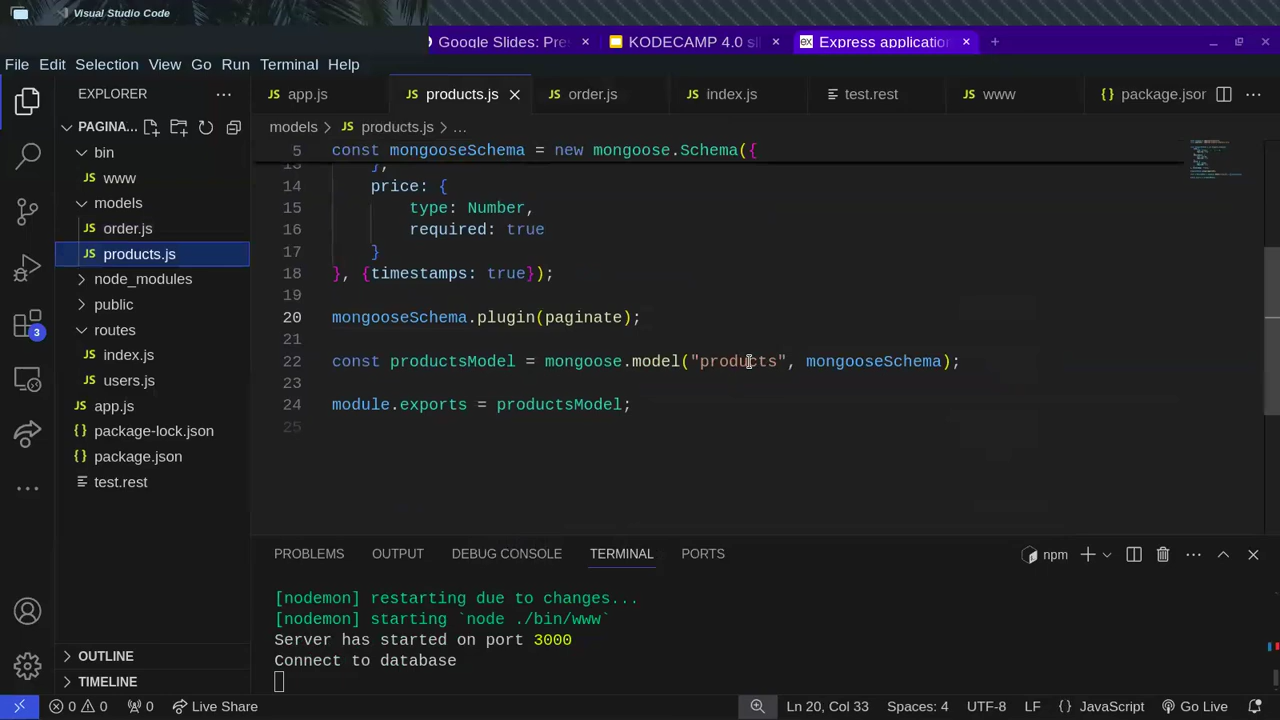 Visual Studio Code
Google Slides: Pres
KODECAMP 4.0 sli
Express application
File Edit Selection View Go Run Terminal Help
EXPLORER
app.js
products.js
order.js
index.js
test.rest
www
package.jsor
PAGINA...
models > products.js > ...
bin
www
models
order.js
products.js
node_modules
public
routes
index.js
users.js
app.js
package-lock.json
package.json
test.rest
OUTLINE
TIMELINE
5 const mongooseSchema = new mongoose.Schema({
13 },
14 price: {
15 type: Number,
16 required: true
17 }
18 }, {timestamps: true});
19
20 mongooseSchema.plugin(paginate);
21
22 const productsModel = mongoose.model("products", mongooseSchema);
23
24 module.exports = productsModel;
25
3
PROBLEMS OUTPUT DEBUG CONSOLE TERMINAL PORTS
npm
[nodemon] restarting due to changes...
[nodemon] starting `node ./bin/www`
Server has started on port 3000
Connect to database
0 0 0 Live Share
Ln 20, Col 33 Spaces: 4 UTF-8 LF {} JavaScript Go Live